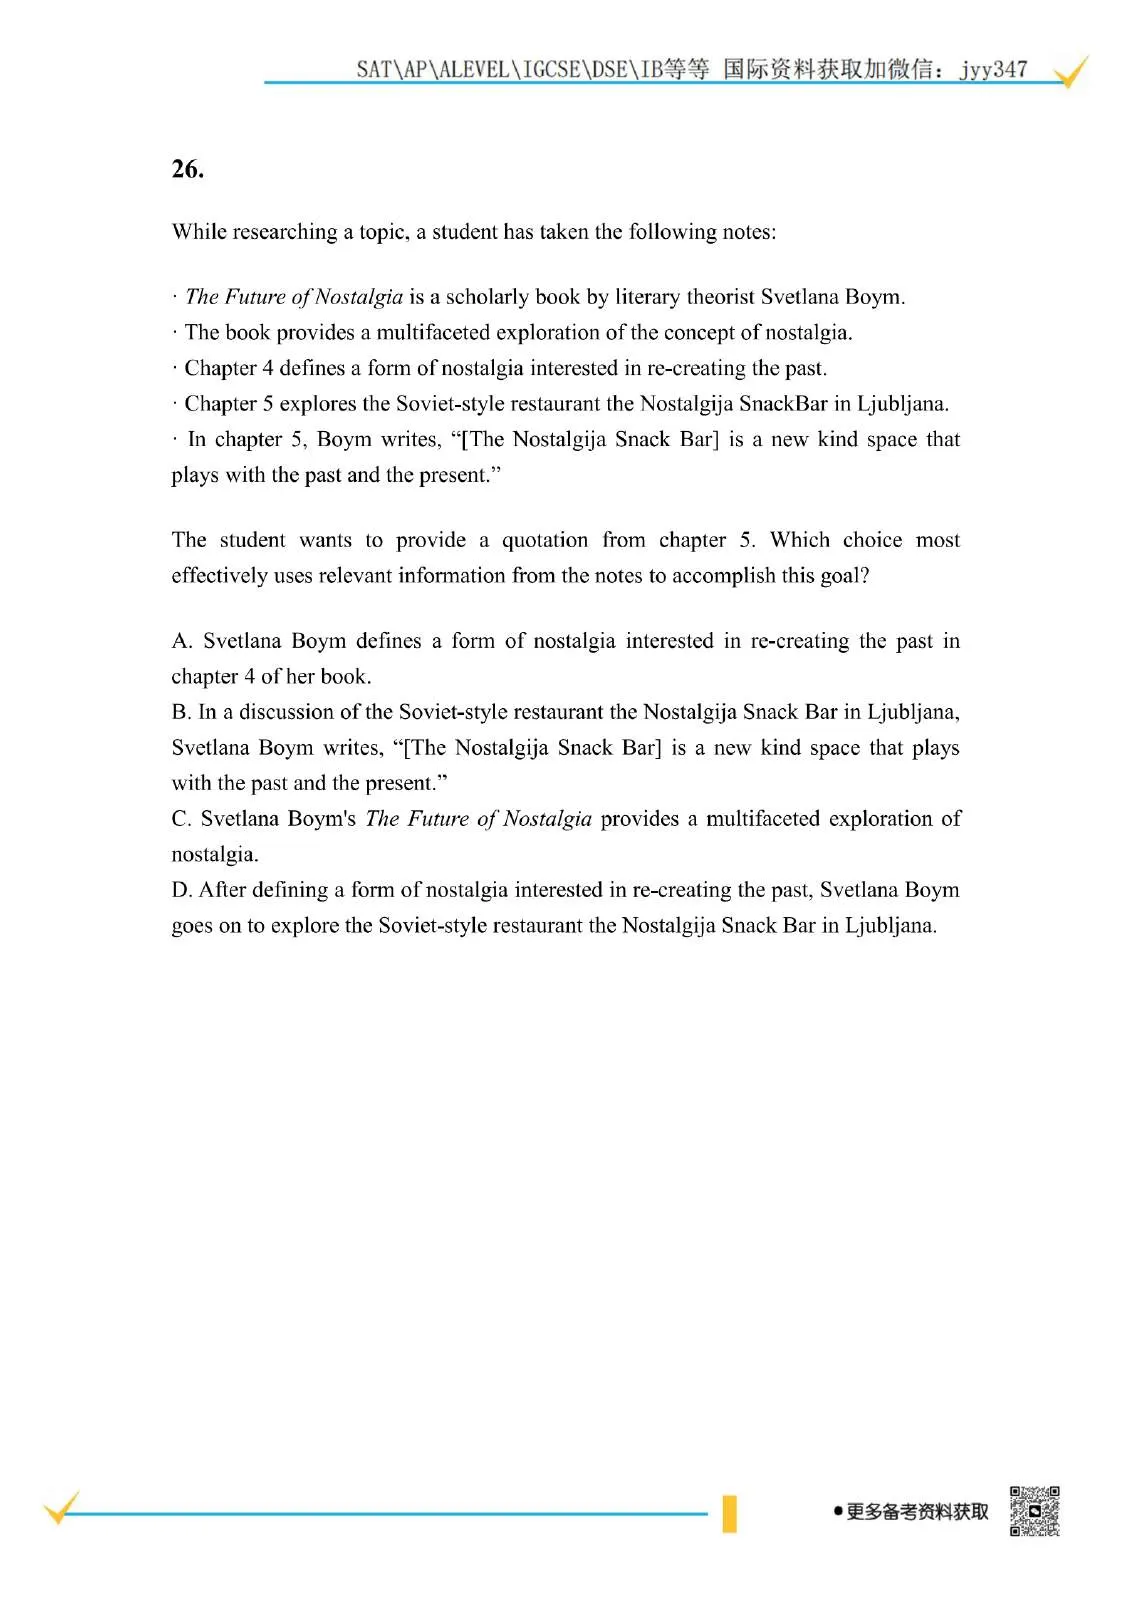 SAT\AP\ALEVEL\IGCSE\DSE\IB等等 国际资料获取加微信：jyy347
26.
While researching a topic, a student has taken the following notes:
· The Future of Nostalgia is a scholarly book by literary theorist Svetlana Boym.
· The book provides a multifaceted exploration of the concept of nostalgia.
· Chapter 4 defines a form of nostalgia interested in re-creating the past.
· Chapter 5 explores the Soviet-style restaurant the Nostalgija SnackBar in Ljubljana.
· In chapter 5, Boym writes, “[The Nostalgija Snack Bar] is a new kind space that
plays with the past and the present.”
The student wants to provide a quotation from chapter 5. Which choice most
effectively uses relevant information from the notes to accomplish this goal?
A. Svetlana Boym defines a form of nostalgia interested in re-creating the past in
chapter 4 of her book.
B. In a discussion of the Soviet-style restaurant the Nostalgija Snack Bar in Ljubljana,
Svetlana Boym writes, “[The Nostalgija Snack Bar] is a new kind space that plays
with the past and the present.”
C. Svetlana Boym's The Future of Nostalgia provides a multifaceted exploration of
nostalgia.
D. After defining a form of nostalgia interested in re-creating the past, Svetlana Boym
goes on to explore the Soviet-style restaurant the Nostalgija Snack Bar in Ljubljana.
●更多备考资料获取